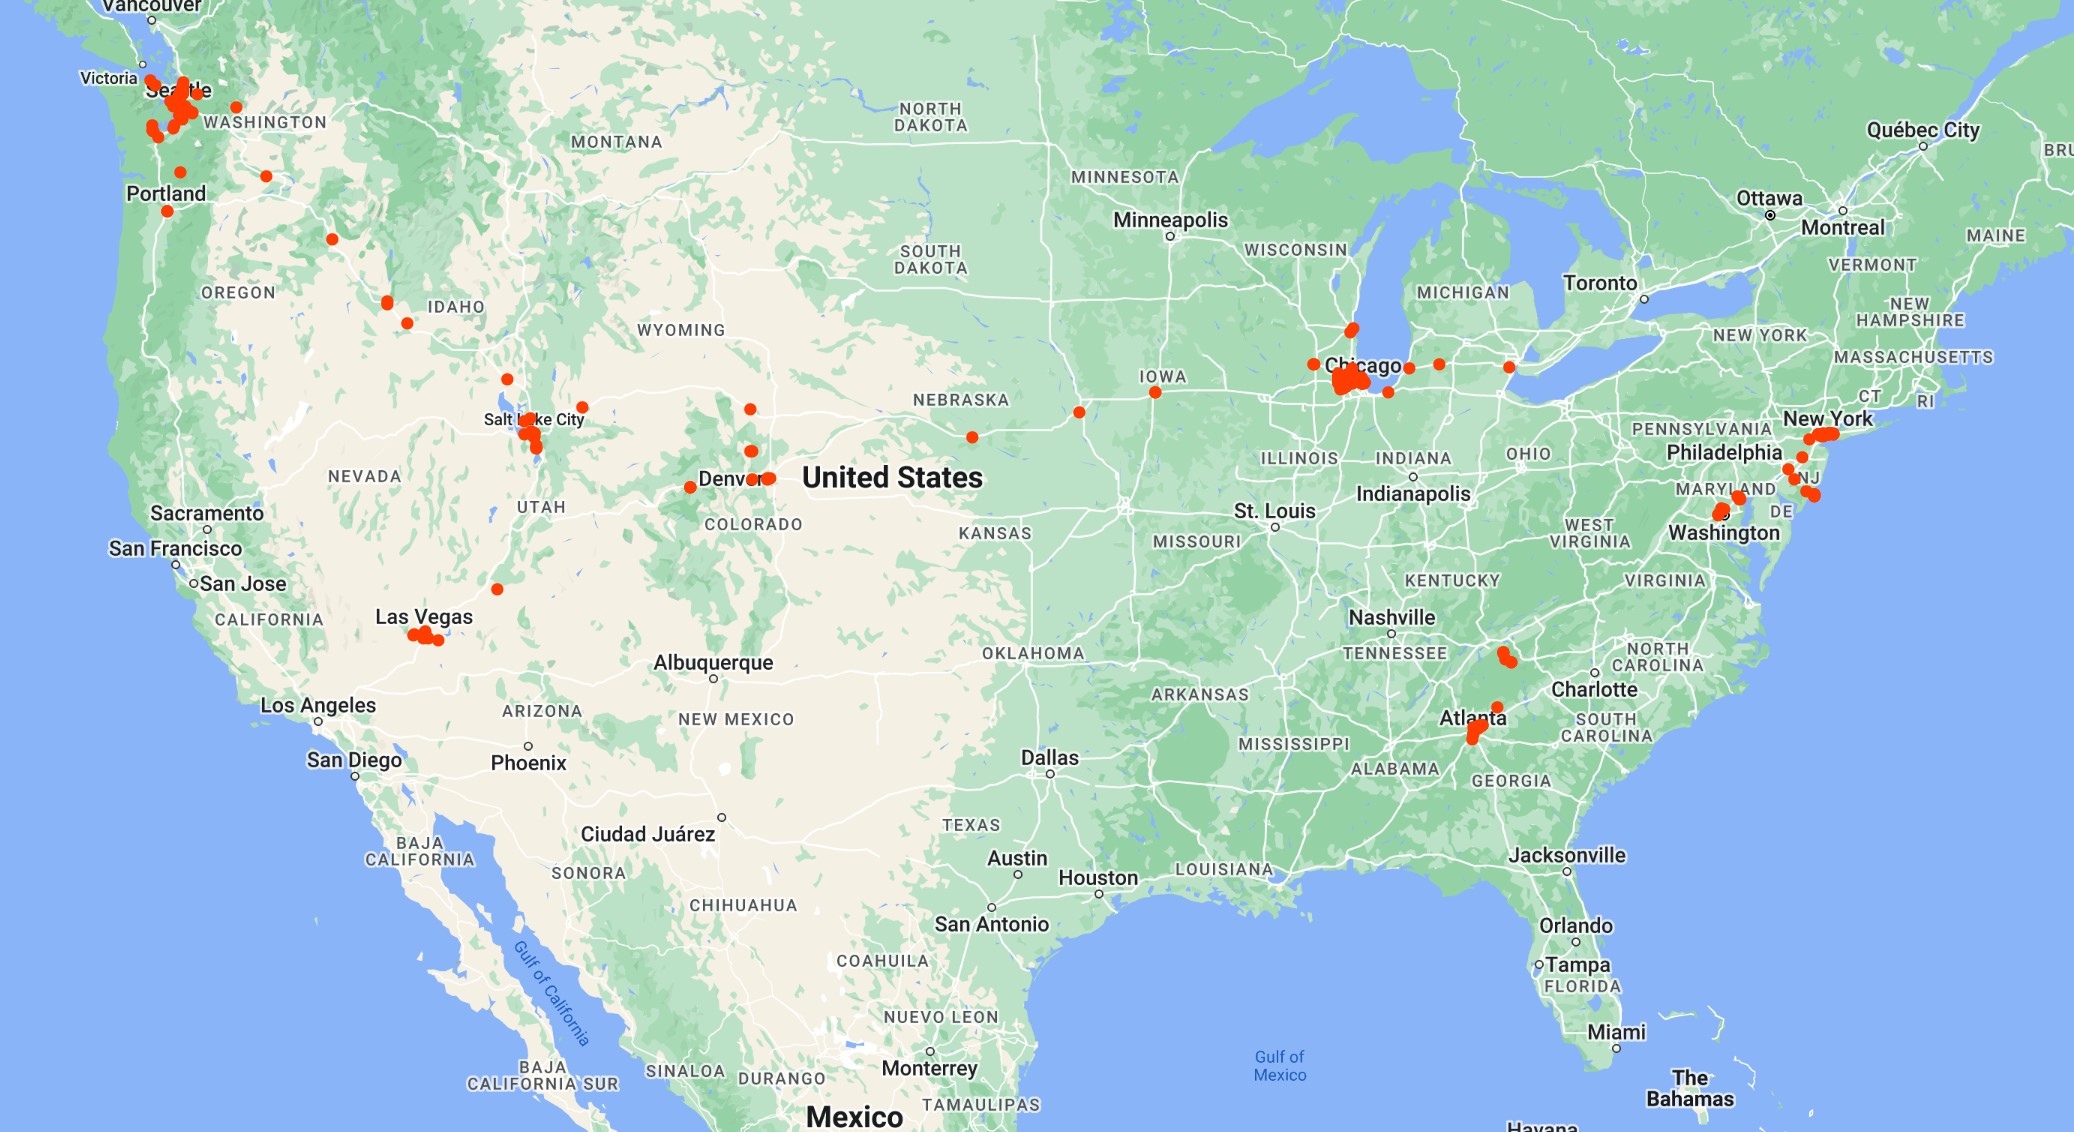 Vancouver
Victoria
Seattle
WASHINGTON
MONTANA
NORTH
DAKOTA
Québec City
BRU
MINNESOTA
Portland
Ottawa
Minneapolis
Montreal
MAINE
WISCONSIN
SOUTH
DAKOTA
VERMONT
Toronto
OREGON
IDAHO
MICHIGAN
NEW
HAMPSHIRE
WYOMING
NEW YORK
MASSACHUSETTS
Chicago
IOWA
NEBRASKA
CT
RI
Salt Lake City
New York
PENNSYLVANIA
Philadelphia
ILLINOIS
INDIANA
OHIO
NEVADA
Denver
United States
NJ
MARYLAND
Indianapolis
UTAH
DE
Sacramento
St. Louis
COLORADO
KANSAS
WEST
VIRGINIA
Washington
MISSOURI
San Francisco
San Jose
KENTUCKY
VIRGINIA
Las Vegas
CALIFORNIA
Nashville
OKLAHOMA
TENNESSEE
NORTH
CAROLINA
Albuquerque
Charlotte
ARKANSAS
Los Angeles
ARIZONA
NEW MEXICO
Atlanta
SOUTH
CAROLINA
MISSISSIPPI
San Diego
Phoenix
Dallas
ALABAMA
GEORGIA
TEXAS
Ciudad Juárez
BAJA
CALIFORNIA
Austin
Jacksonville
SONORA
Houston
LOUISIANA
CHIHUAHUA
San Antonio
Orlando
Gulf of California
COAHUILA
Tampa
FLORIDA
NUEVO LEON
Miami
Gulf of
Mexico
Monterrey
BAJA
CALIFORNIA SUR
SINALOA
DURANGO
The
Bahamas
TAMAULIPAS
Mexico
Havana